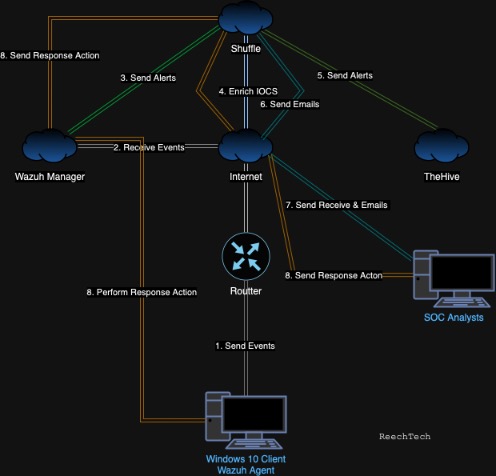 Shuffle
8. Send Response Action
3. Send Alerts
5. Send Alerts
4. Enrich IOCS
6. Send Emails
2. Receive Events
Wazuh Manager
Internet
TheHive
7. Send Receive & Emails
8. Send Response Acton
Routter
8. Perform Response Action
SOC Analysts
1. Send Events
ReechTech
Windows 10 Client
Wazuh Agent